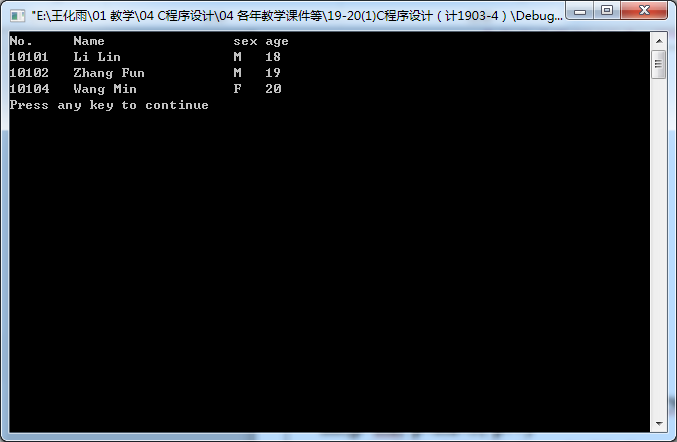 "E:\王化雨\01 教学\04 C程序设计\04 各年教学课件等\19-20(1)C程序设计（计1903-4）\Debug...
No. Name sex age
10101 Li Lin M 18
10102 Zhang Fun M 19
10104 Wang Min F 20
Press any key to continue